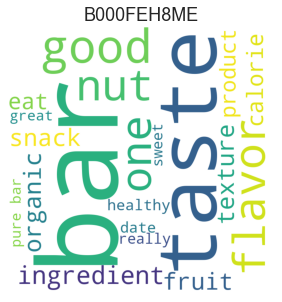 B000FEH8ME
good
nut
bar
taste
one
flavor
product
calorie
eat
great
snack
organic
pure bar
texture
sweet
healthy
date
really
ingredient
fruit